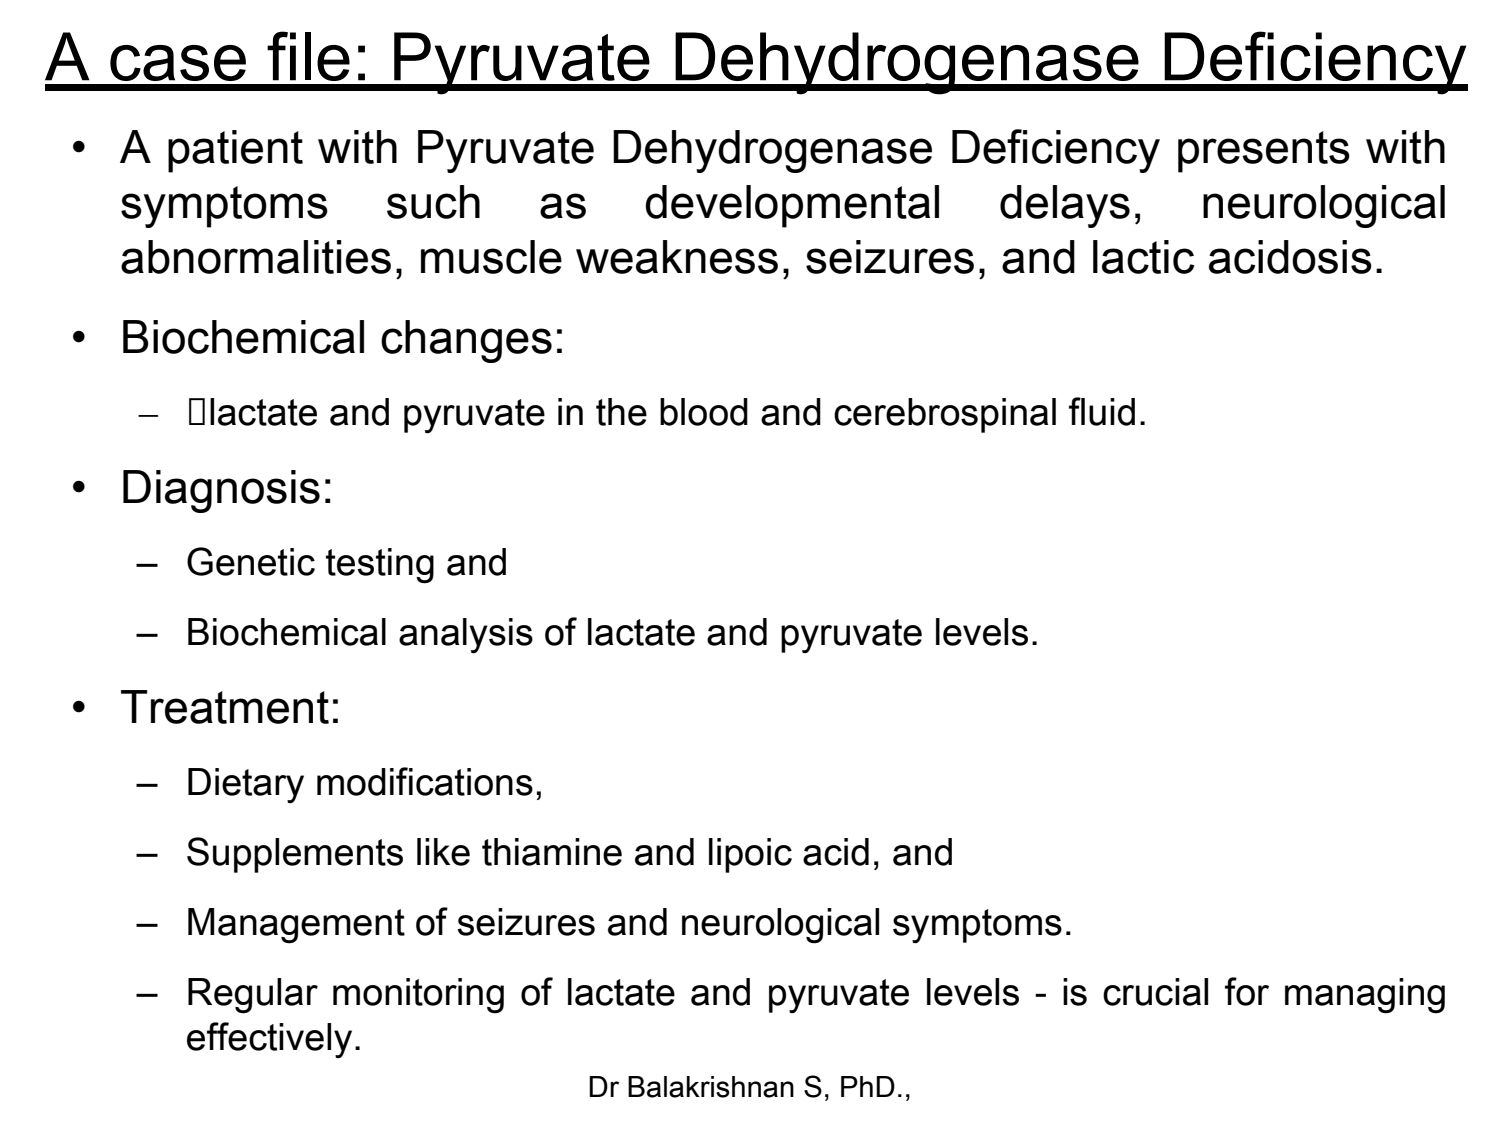 A case file: Pyruvate Dehydrogenase Deficiency
• A patient with Pyruvate Dehydrogenase Deficiency presents with
symptoms such as developmental delays, neurological
abnormalities, muscle weakness, seizures, and lactic acidosis.
• Biochemical changes:
– lactate and pyruvate in the blood and cerebrospinal fluid.
• Diagnosis:
– Genetic testing and
– Biochemical analysis of lactate and pyruvate levels.
• Treatment:
– Dietary modifications,
– Supplements like thiamine and lipoic acid, and
– Management of seizures and neurological symptoms.
– Regular monitoring of lactate and pyruvate levels - is crucial for managing
effectively.
Dr Balakrishnan S, PhD.,